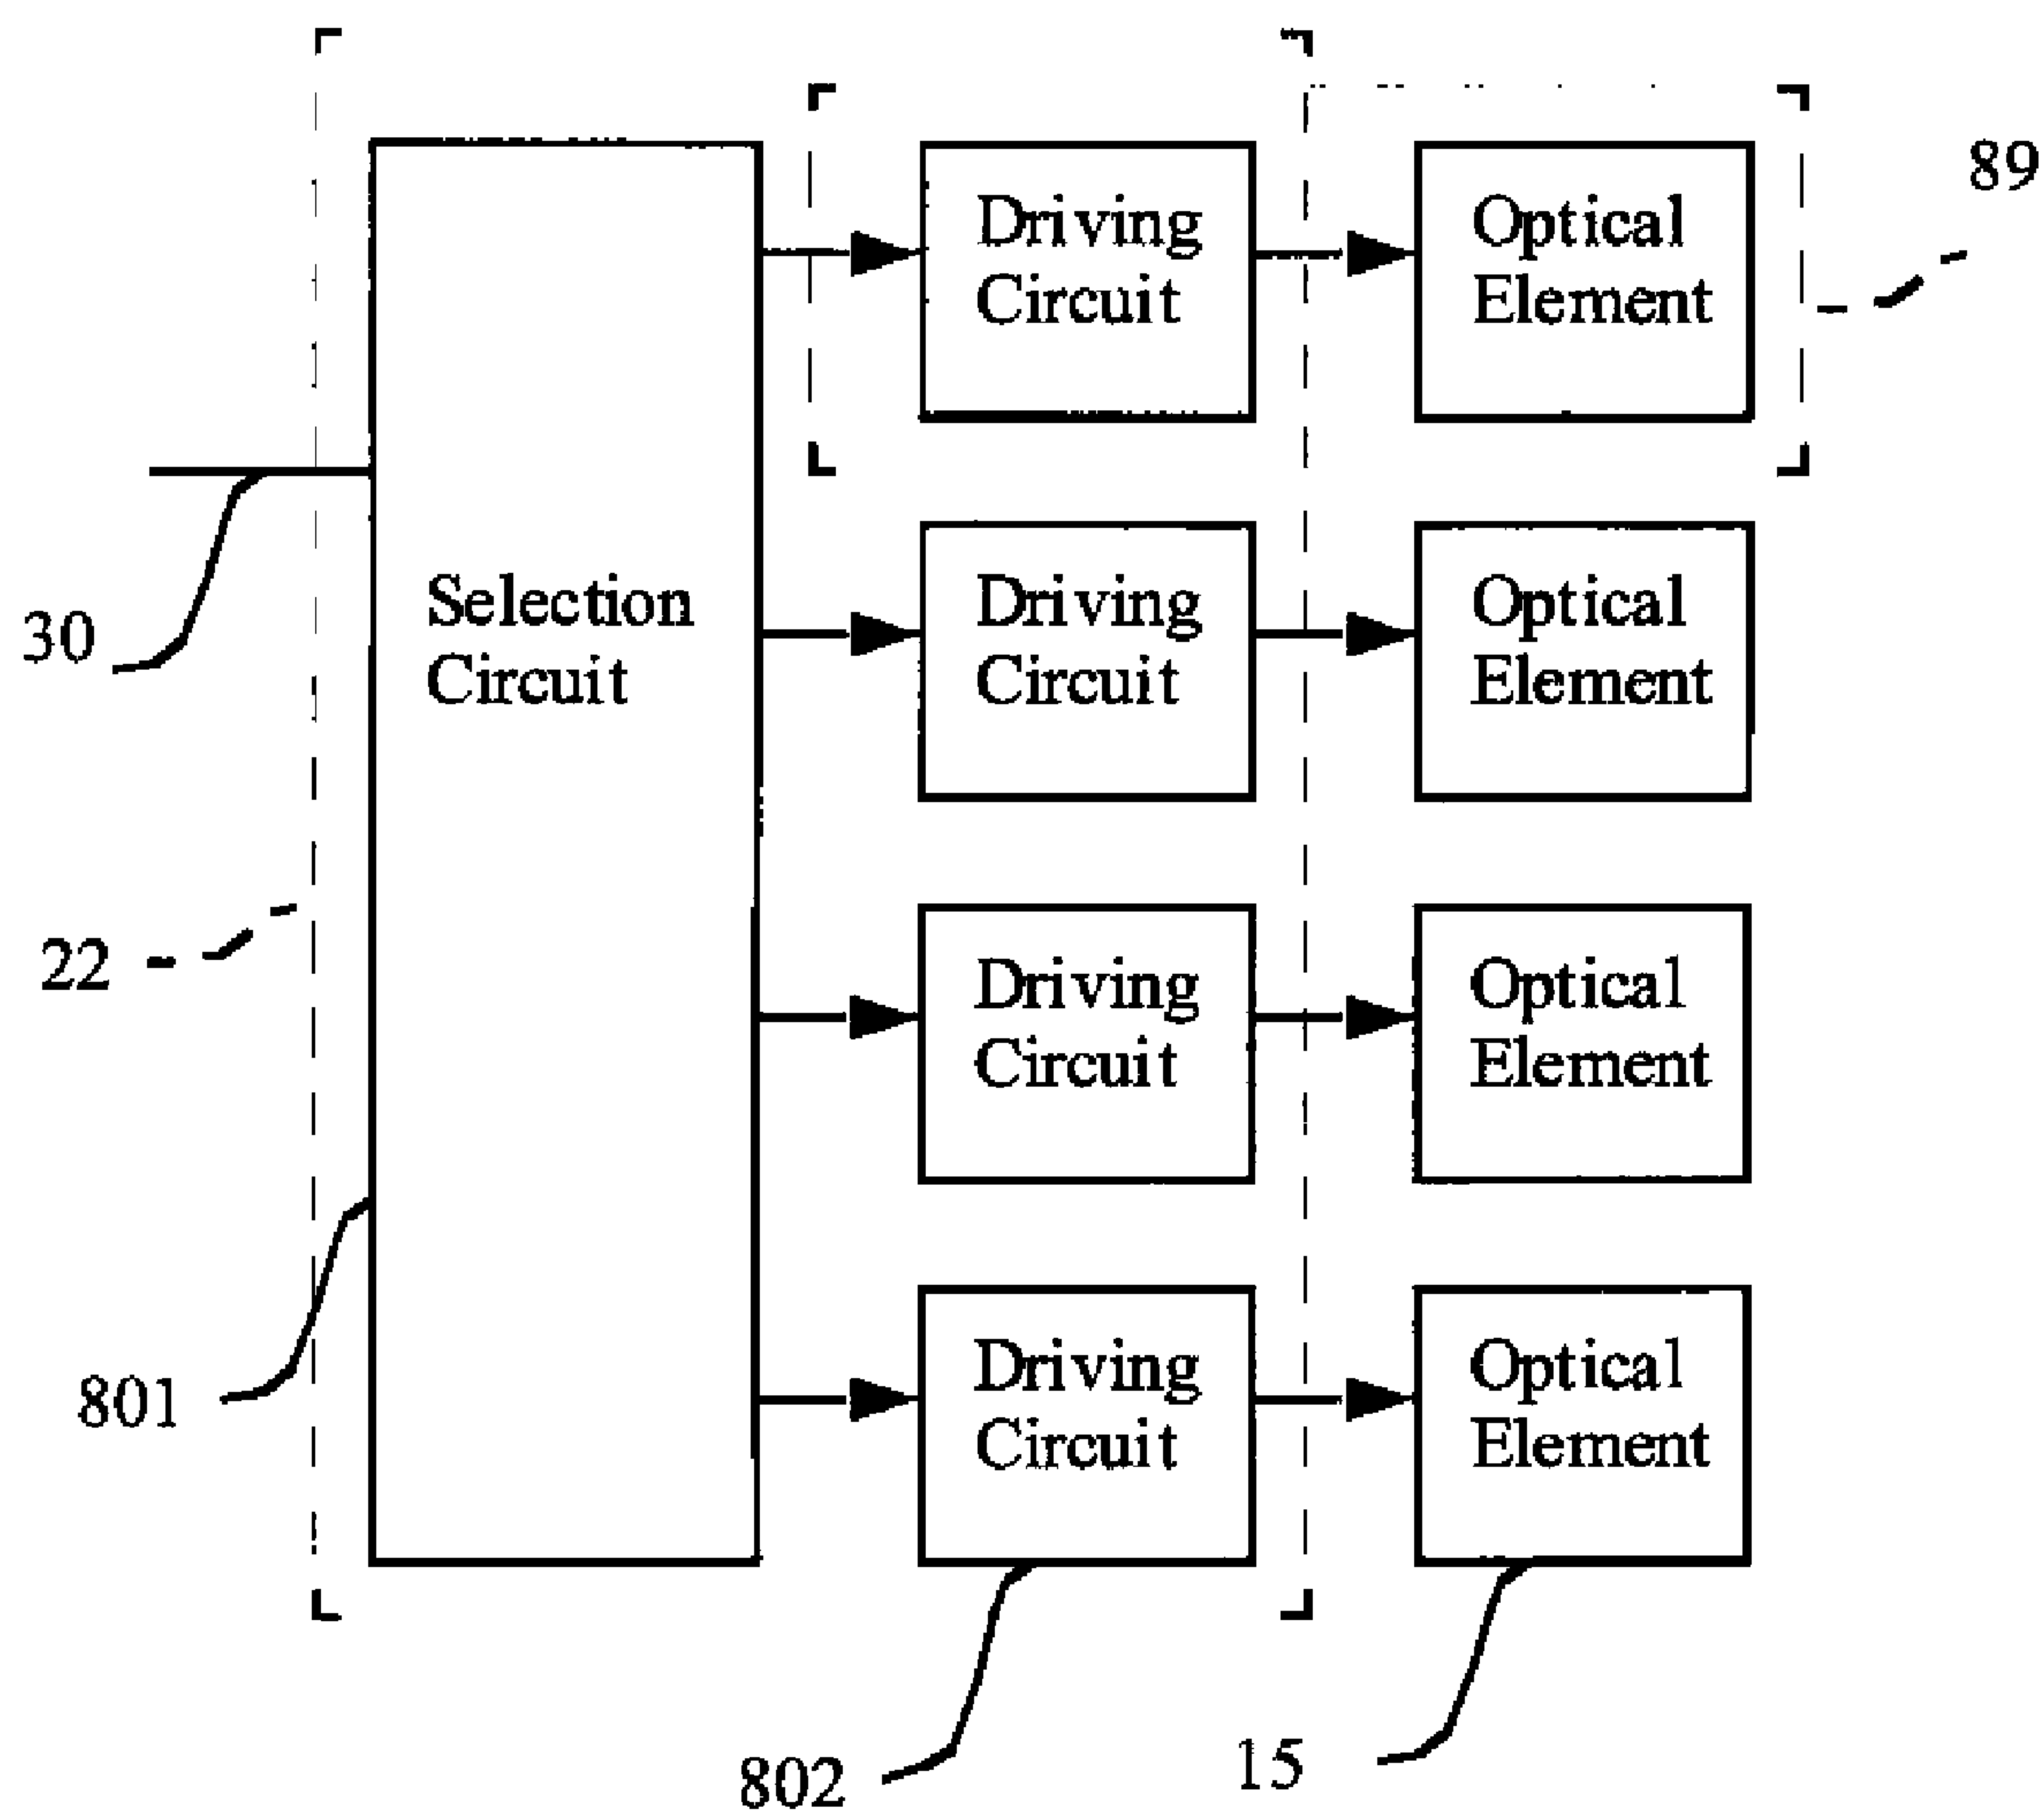 89
Driving
Circuit
Optical
Element
30
Selection
Circuit
Driving
Circuit
Optical
Element
22
Driving
Circuit
Optical
Element
801
Driving
Circuit
Optical
Element
802
15